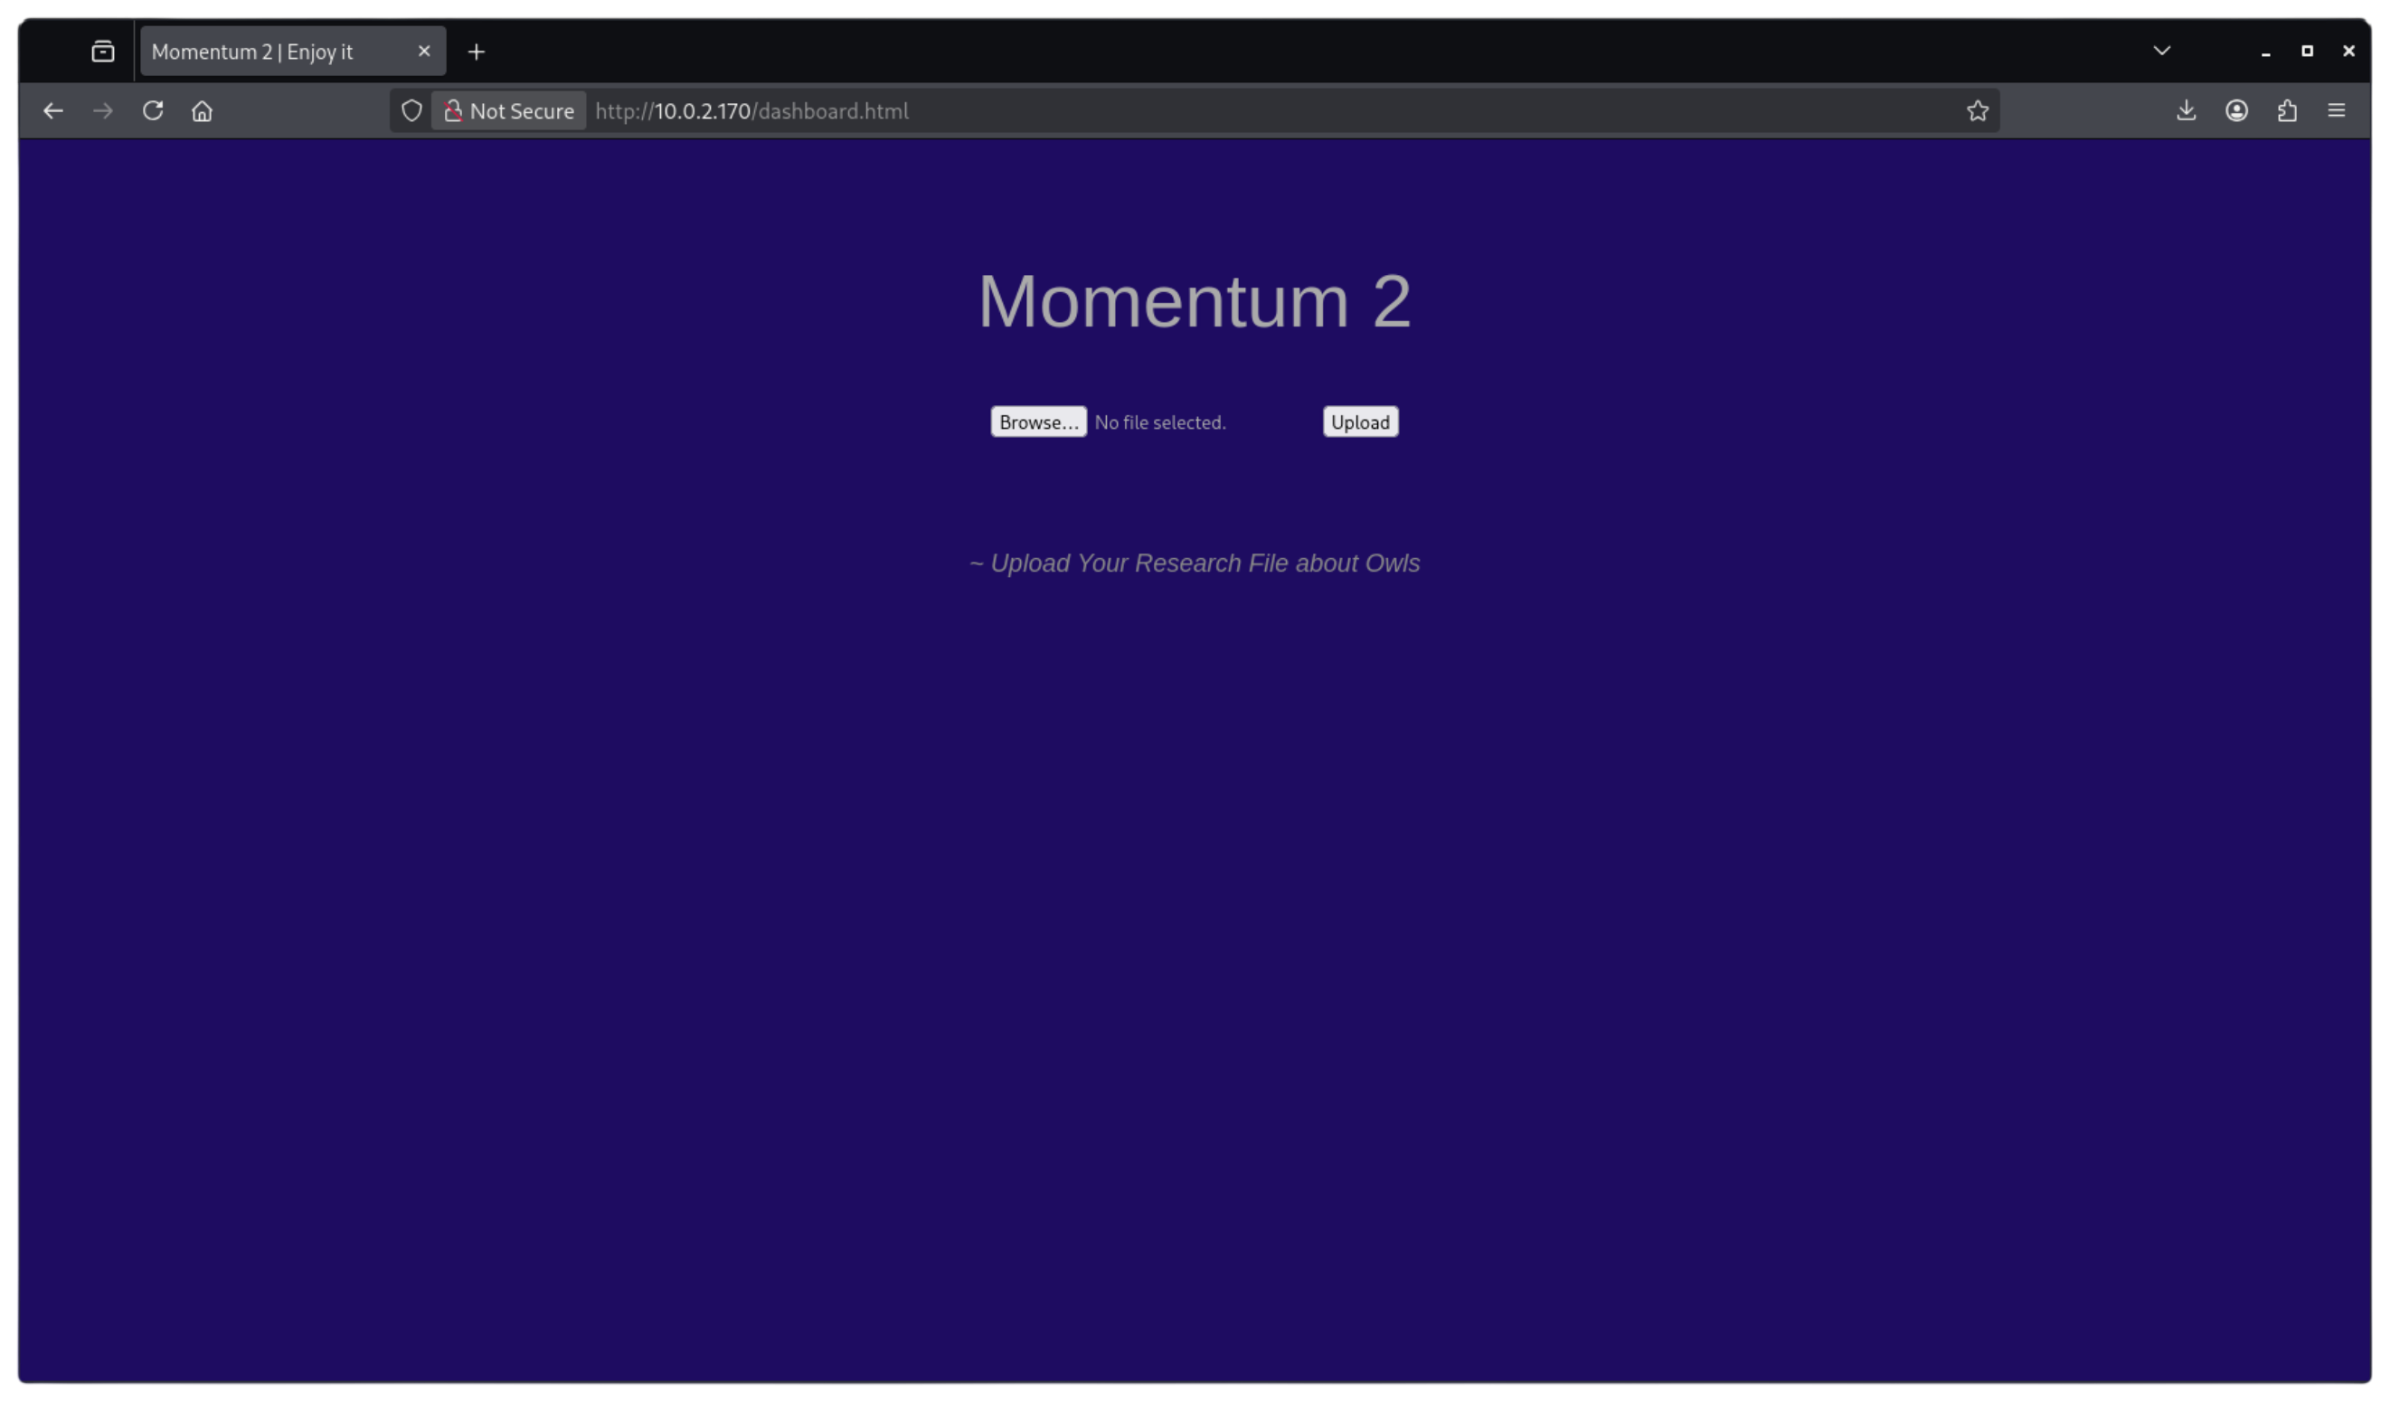 Momentum 2 | Enjoy it
Not Secure http://10.0.2.170/dashboard.html
Momentum 2
Browse... No file selected. Upload
~ Upload Your Research File about Owls